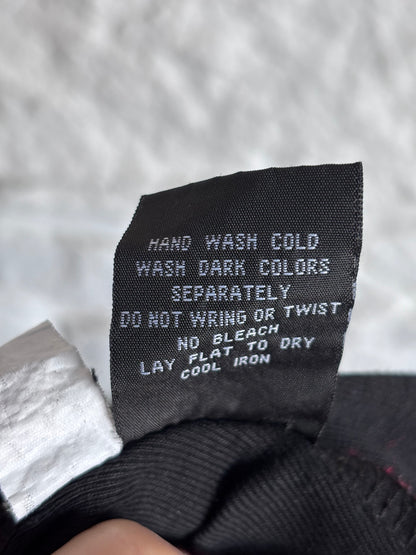 HAND WASH COLD
WASH DARK COLORS
SEPARATELY
DO NOT WRING OR TWIST
NO BLEACH
LAY FLAT TO DRY
COOL IRON